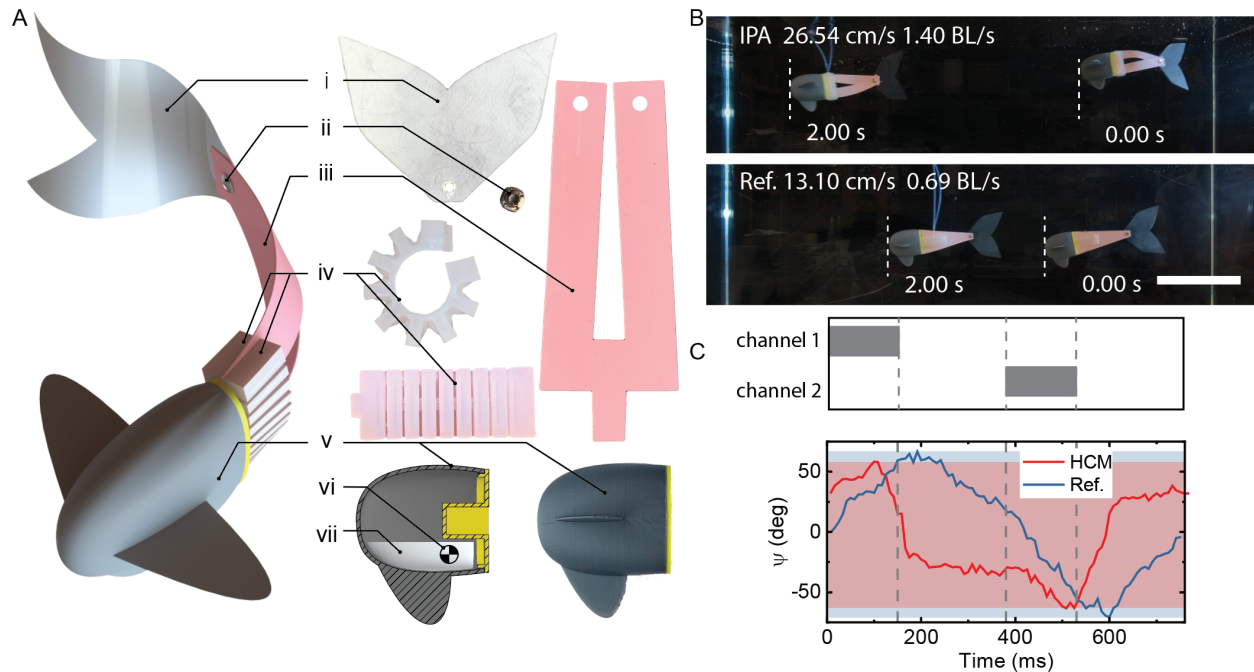 A
i
ii
iii
iv
v
vi
vii
B
IPA 26.54 cm/s 1.40 BL/s
2.00 s
0.00 s
Ref. 13.10 cm/s 0.69 BL/s
2.00 s
0.00 s
C
channel 1
channel 2
HCM
Ref.
50
0
-50
ψ (deg)
0
200
400
600
Time (ms)